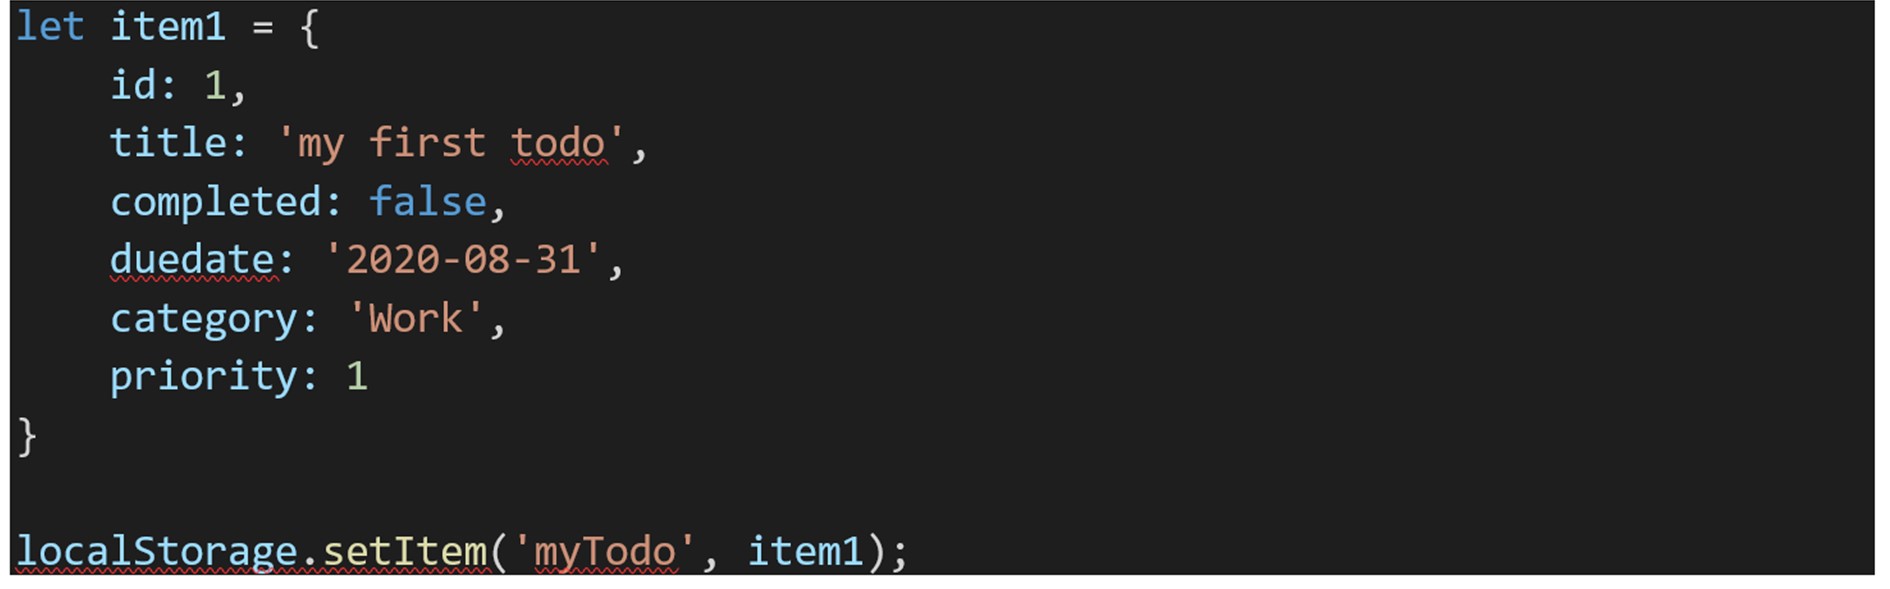 let item1 = {
    id: 1,
    title: 'my first todo',
    completed: false,
    duedate: '2020-08-31',
    category: 'Work',
    priority: 1
}
localStorage.setItem('myTodo', item1);